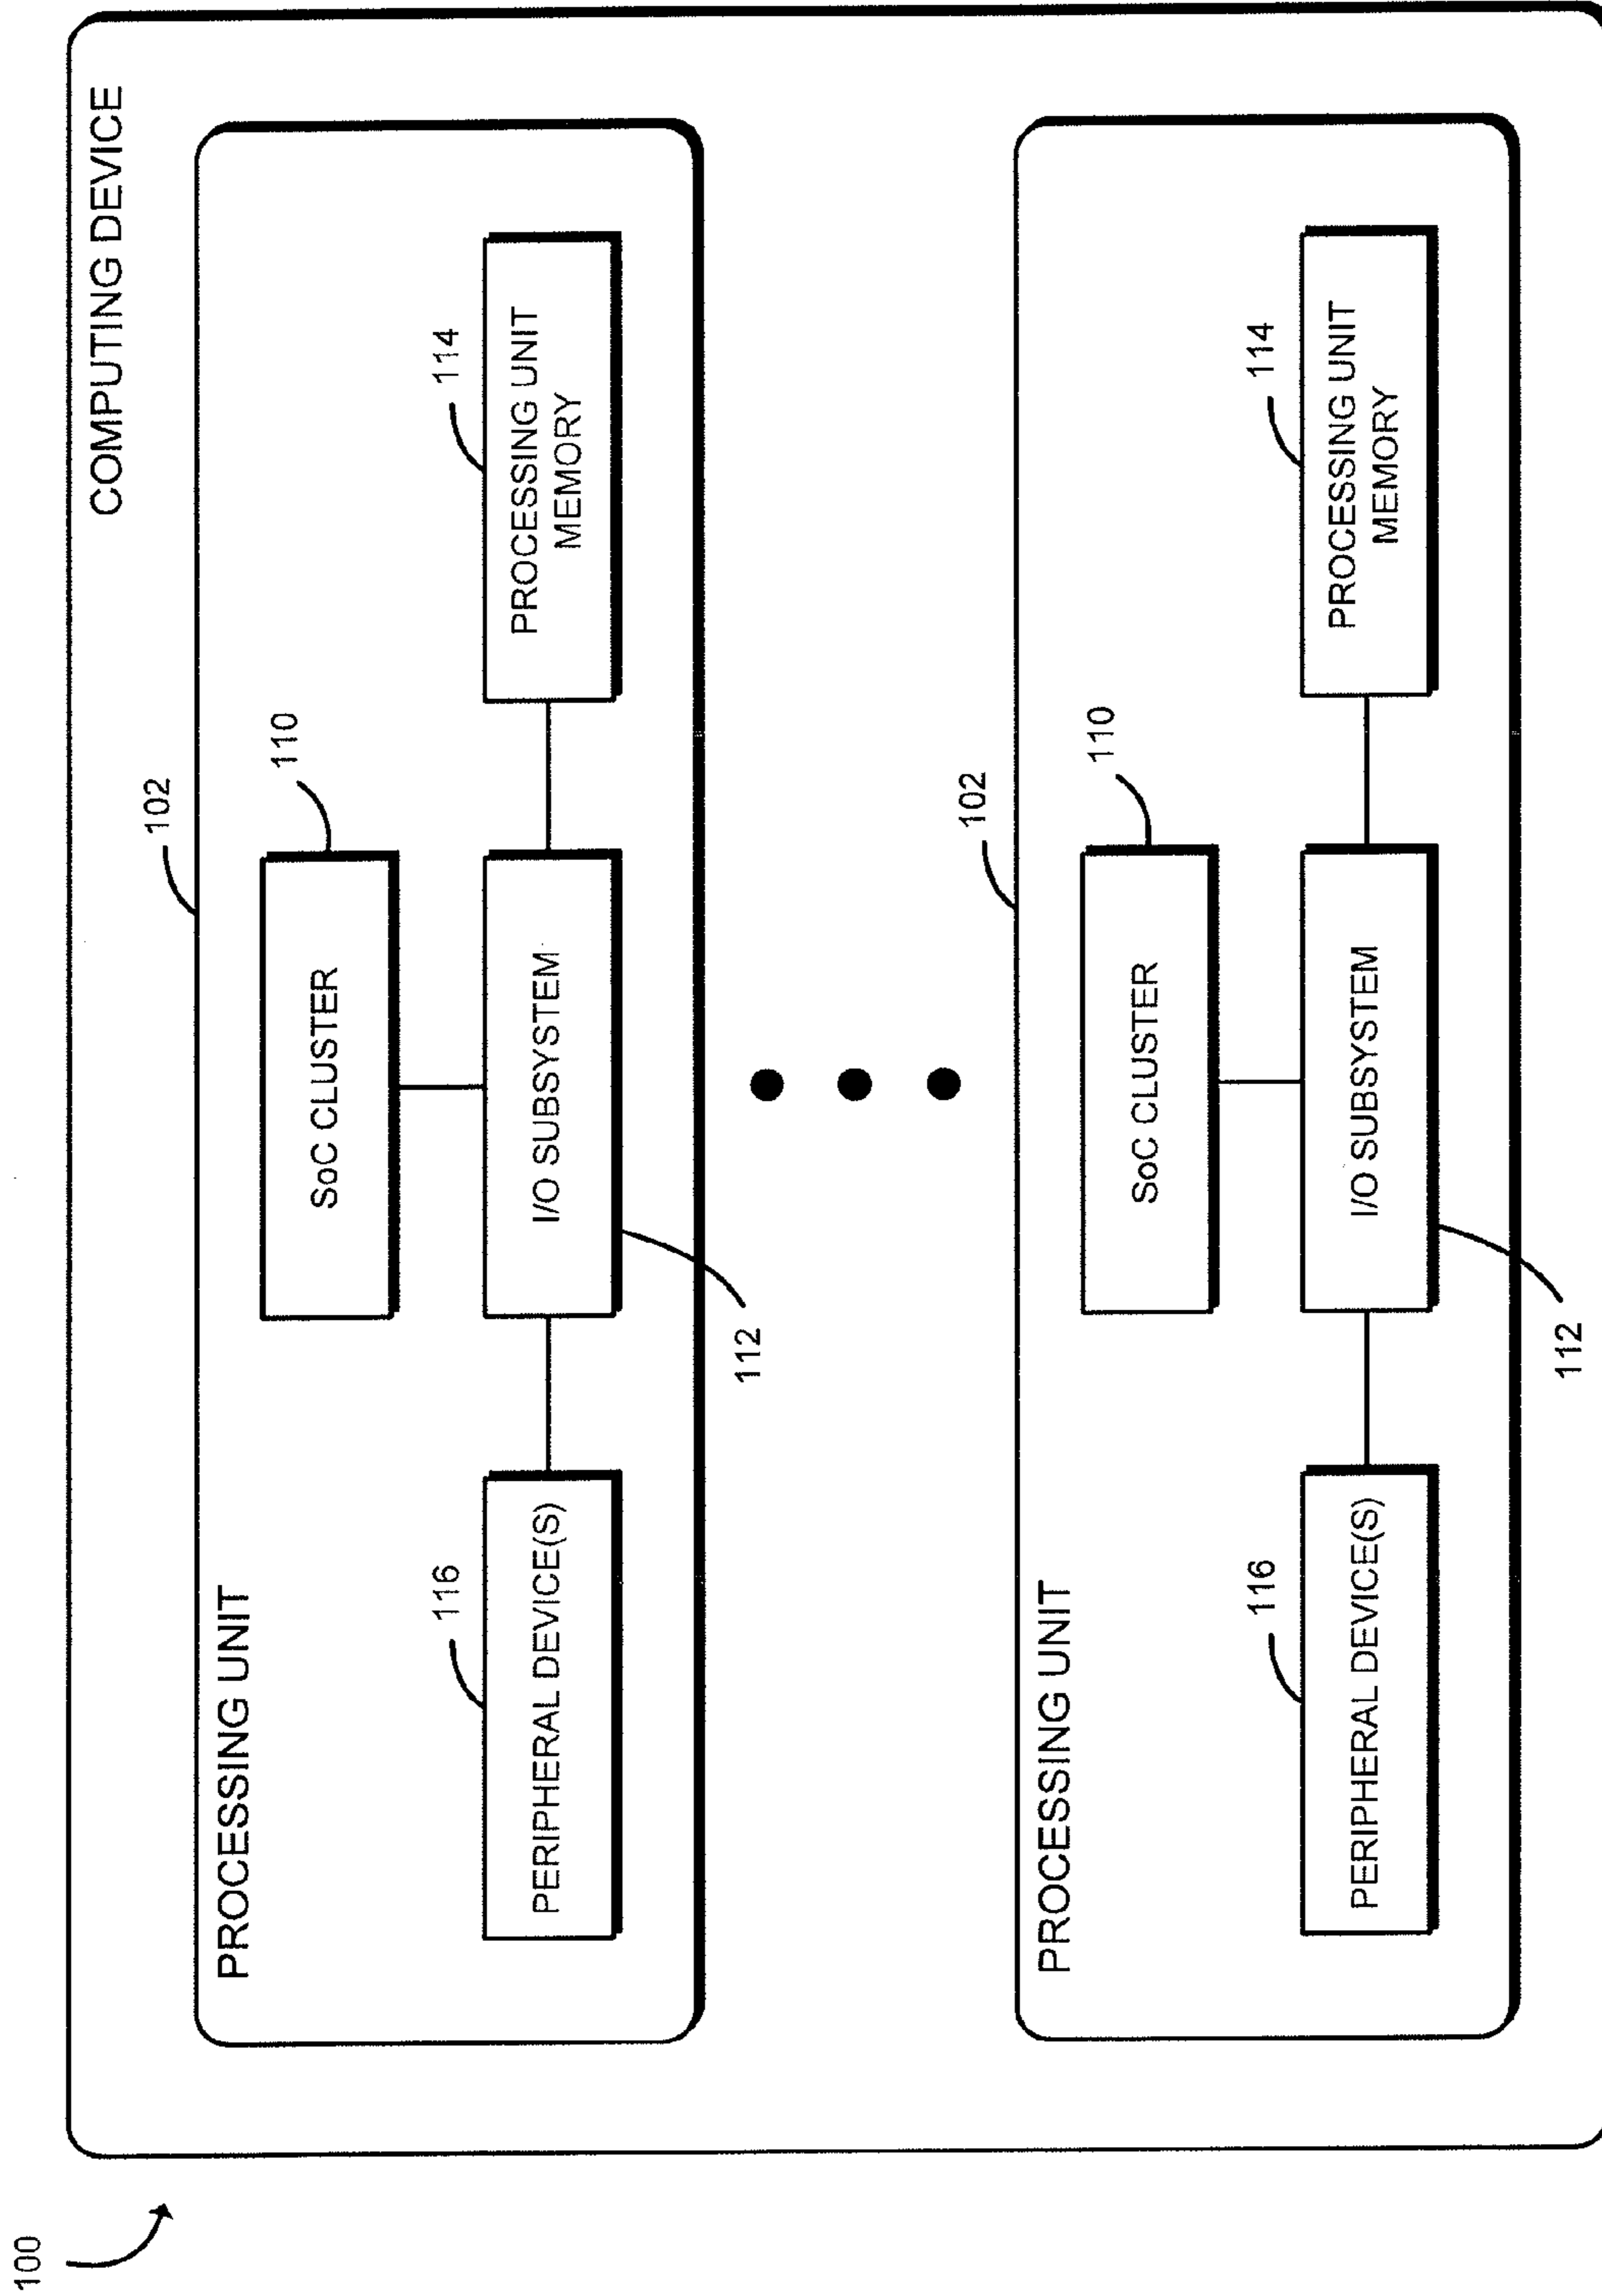 100
COMPUTING DEVICE
102
PROCESSING UNIT
110
SoC CLUSTER
116
114
PERIPHERAL DEVICE(S)
I/O SUBSYSTEM
PROCESSING UNIT
MEMORY
112
102
PROCESSING UNIT
110
SoC CLUSTER
116
114
PERIPHERAL DEVICE(S)
I/O SUBSYSTEM
PROCESSING UNIT
MEMORY
112